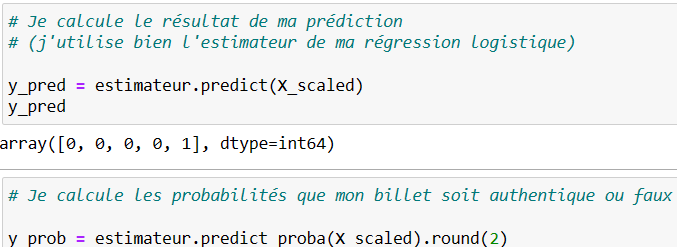 # Je calcule le résultat de ma prédiction
# (j'utilise bien l'estimateur de ma régression logistique)
y_pred = estimateur.predict(X_scaled)
y_pred
array([0, 0, 0, 0, 1], dtype=int64)
# Je calcule les probabilités que mon billet soit authentique ou faux
y_prob = estimateur.predict_proba(X_scaled).round(2)